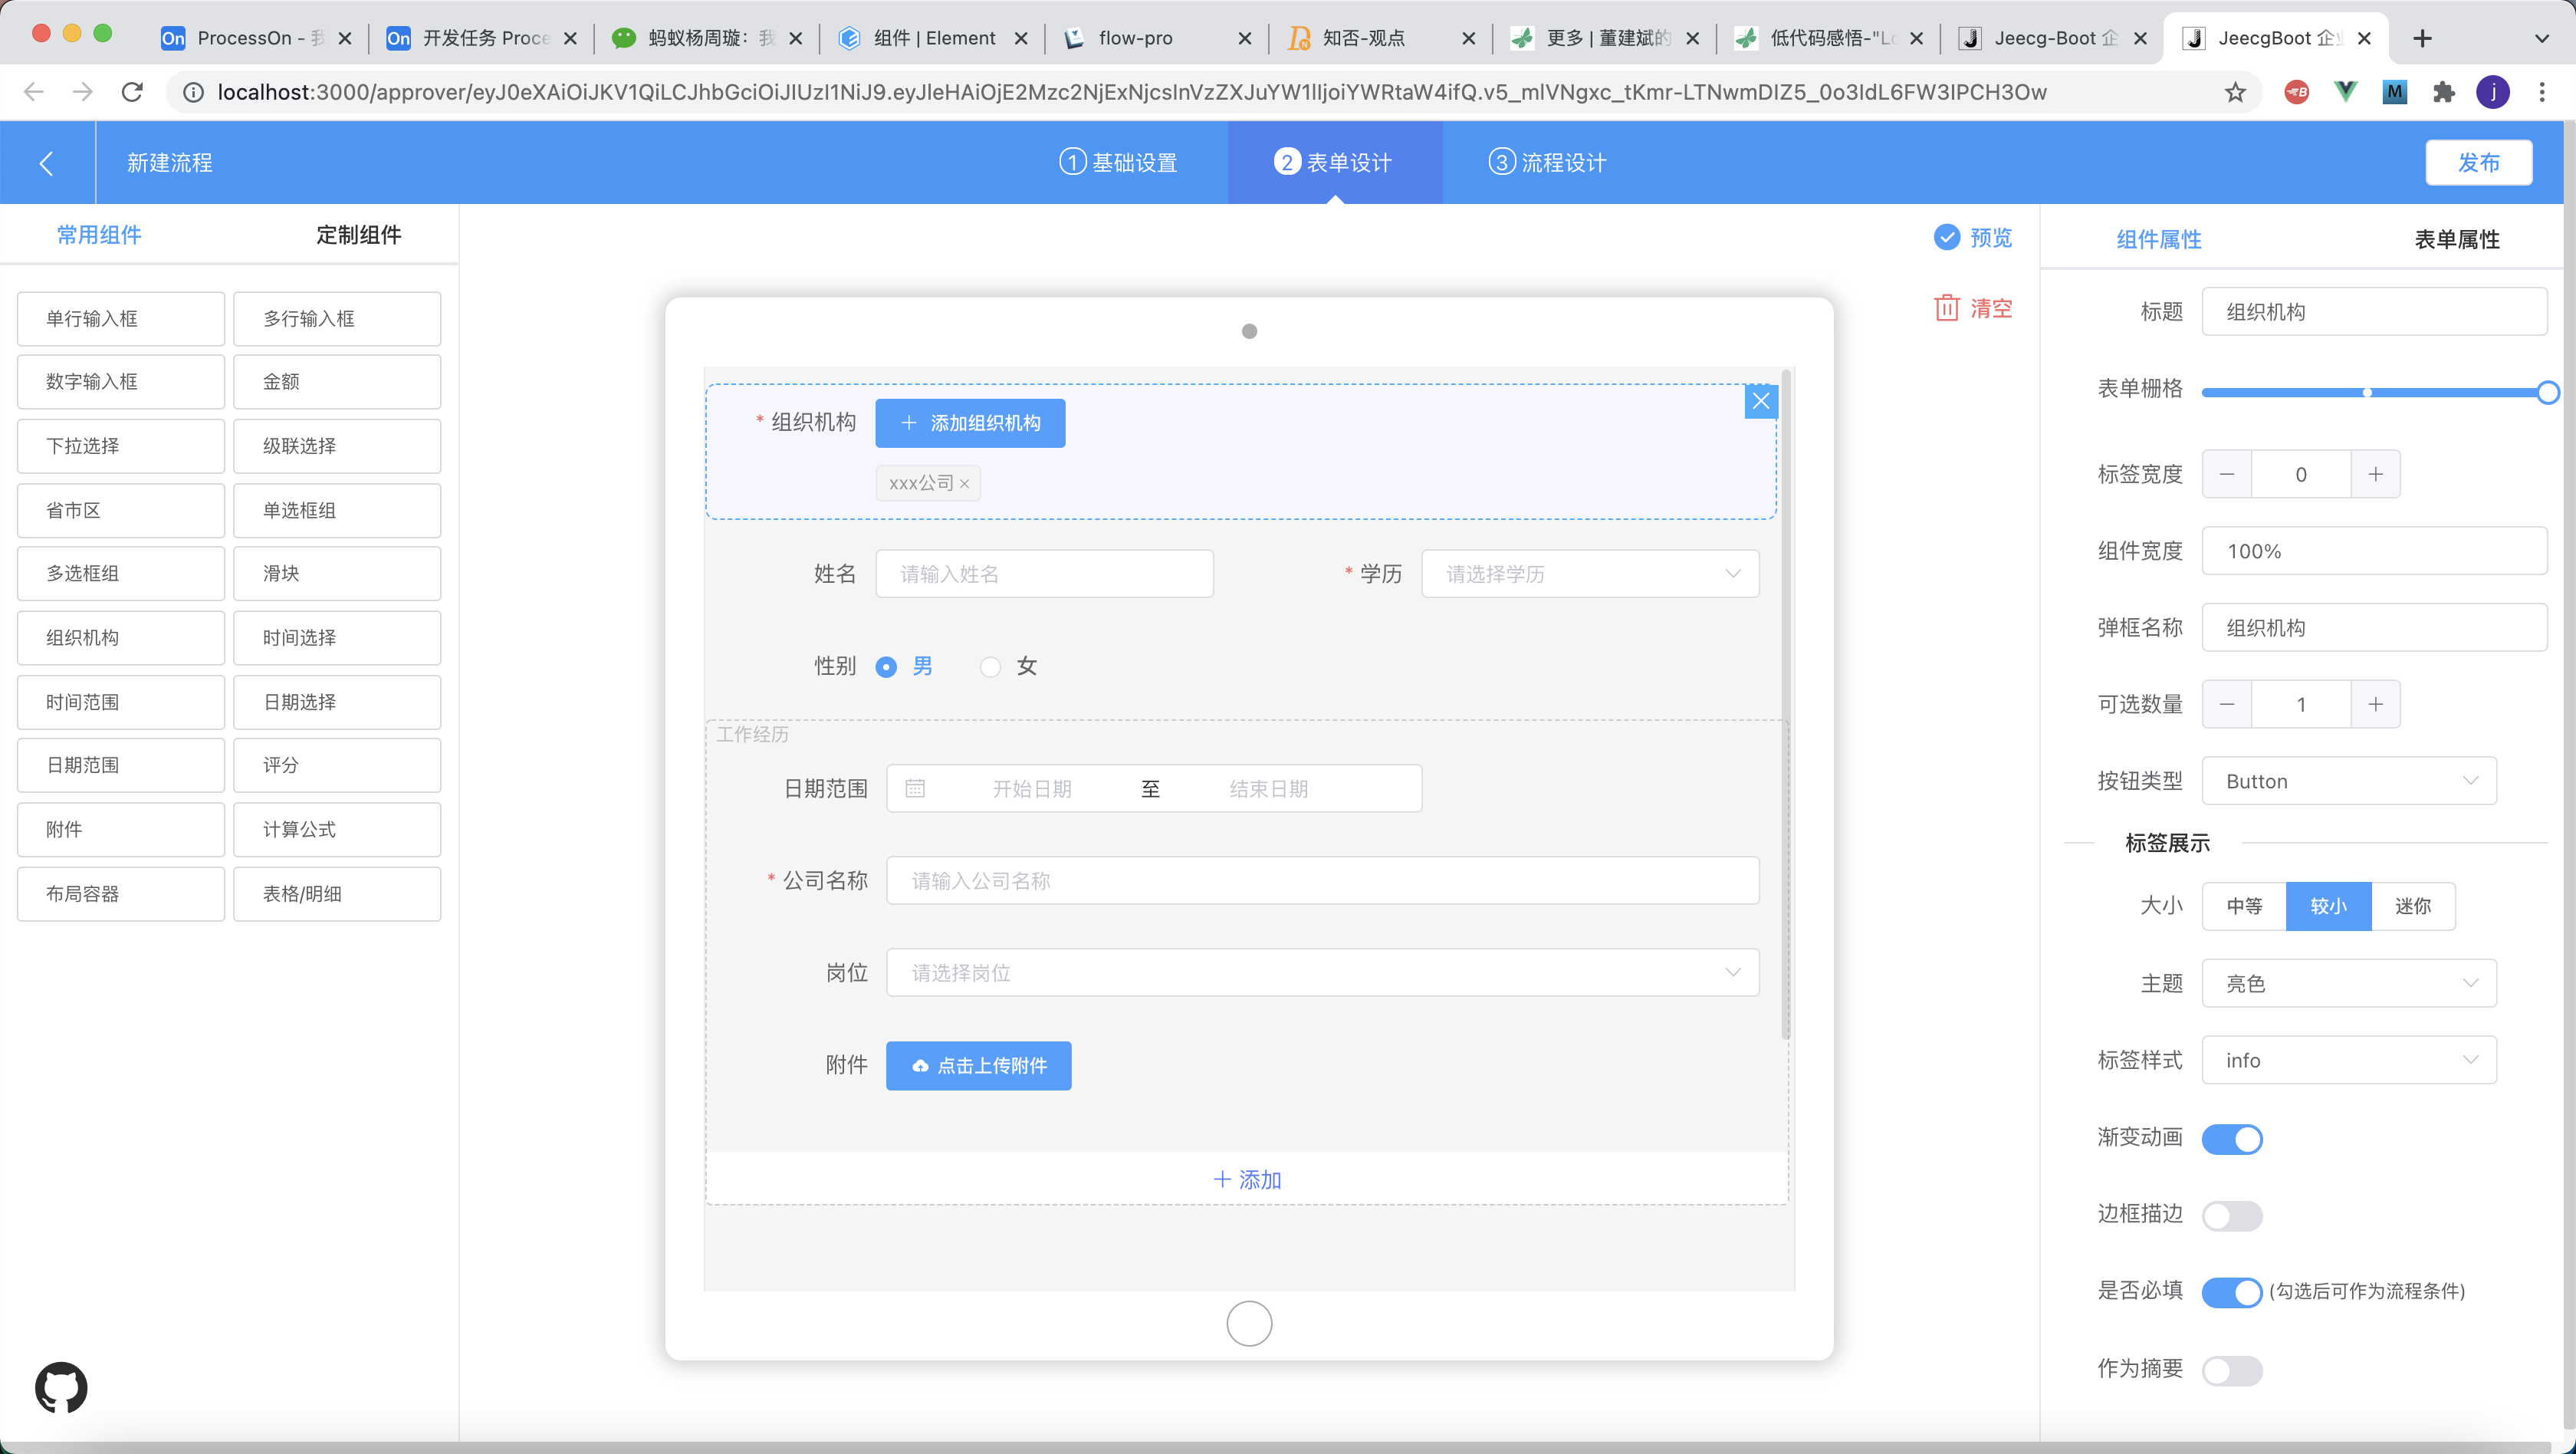 ProcessOn - 我
开发任务 Proce
蚂蚁杨周璇：我
组件 | Element
flow-pro
知否-观点
更多 | 董建斌的
低代码感悟-"Lo
Jeecg-Boot 企
JeecgBoot 企业
localhost:3000/approver/eyJ0eXAiOiJKV1QiLCJhbGciOiJIUzI1NiJ9.eyJleHAiOjE2Mzc2NjExNjcsInVzZXJuYW1lIjoiYWRtaW4ifQ.v5_mlVNgxc_tKmr-LTNwmDIZ5_0o3IdL6FW3IPCH3Ow
新建流程
1 基础设置
2 表单设计
3 流程设计
发布
常用组件 定制组件
单行输入框 多行输入框
数字输入框 金额
下拉选择 级联选择
省市区 单选框组
多选框组 滑块
组织机构 时间选择
时间范围 日期选择
日期范围 评分
附件 计算公式
布局容器 表格/明细
预览
清空
* 组织机构 + 添加组织机构
xxx公司 ×
姓名 请输入姓名 * 学历 请选择学历
性别 男 女
工作经历
日期范围 开始日期 至 结束日期
* 公司名称 请输入公司名称
岗位 请选择岗位
附件 点击上传附件
+ 添加
组件属性 表单属性
标题 组织机构
表单栅格
标签宽度 − 0 +
组件宽度 100%
弹框名称 组织机构
可选数量 − 1 +
按钮类型 Button
标签展示
大小 中等 较小 迷你
主题 亮色
标签样式 info
渐变动画
边框描边
是否必填 (勾选后可作为流程条件)
作为摘要